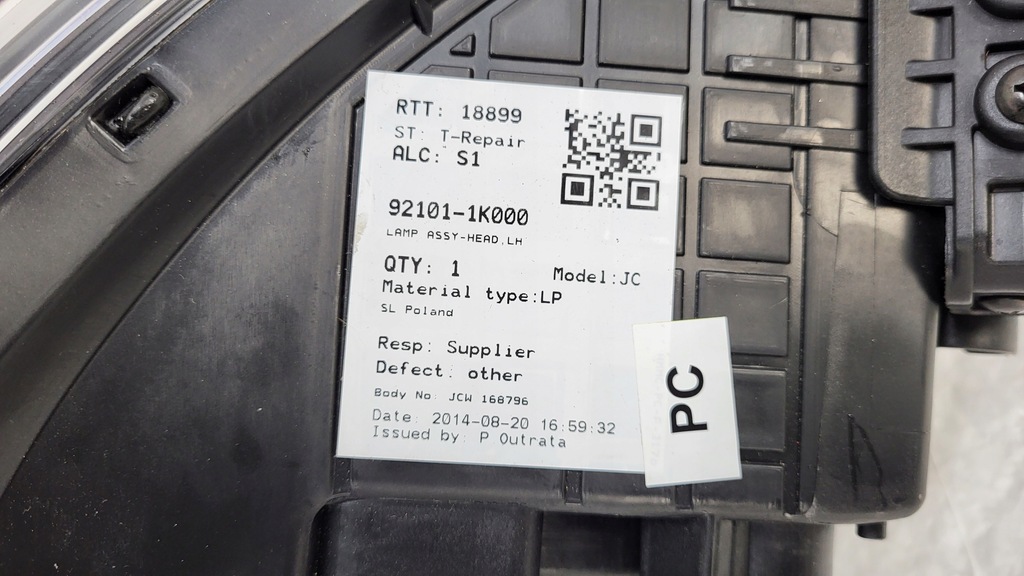 RTT: 18899
ST: T-Repair
ALC: S1
92101-1K000
LAMP ASSY-HEAD,LH
QTY: 1
Model:JC
Material type:LP
SL Poland
Resp: Supplier
Defect: other
Body No: JCW 168796
Date: 2014-08-20 16:59:32
Issued by: P Outrata
PC